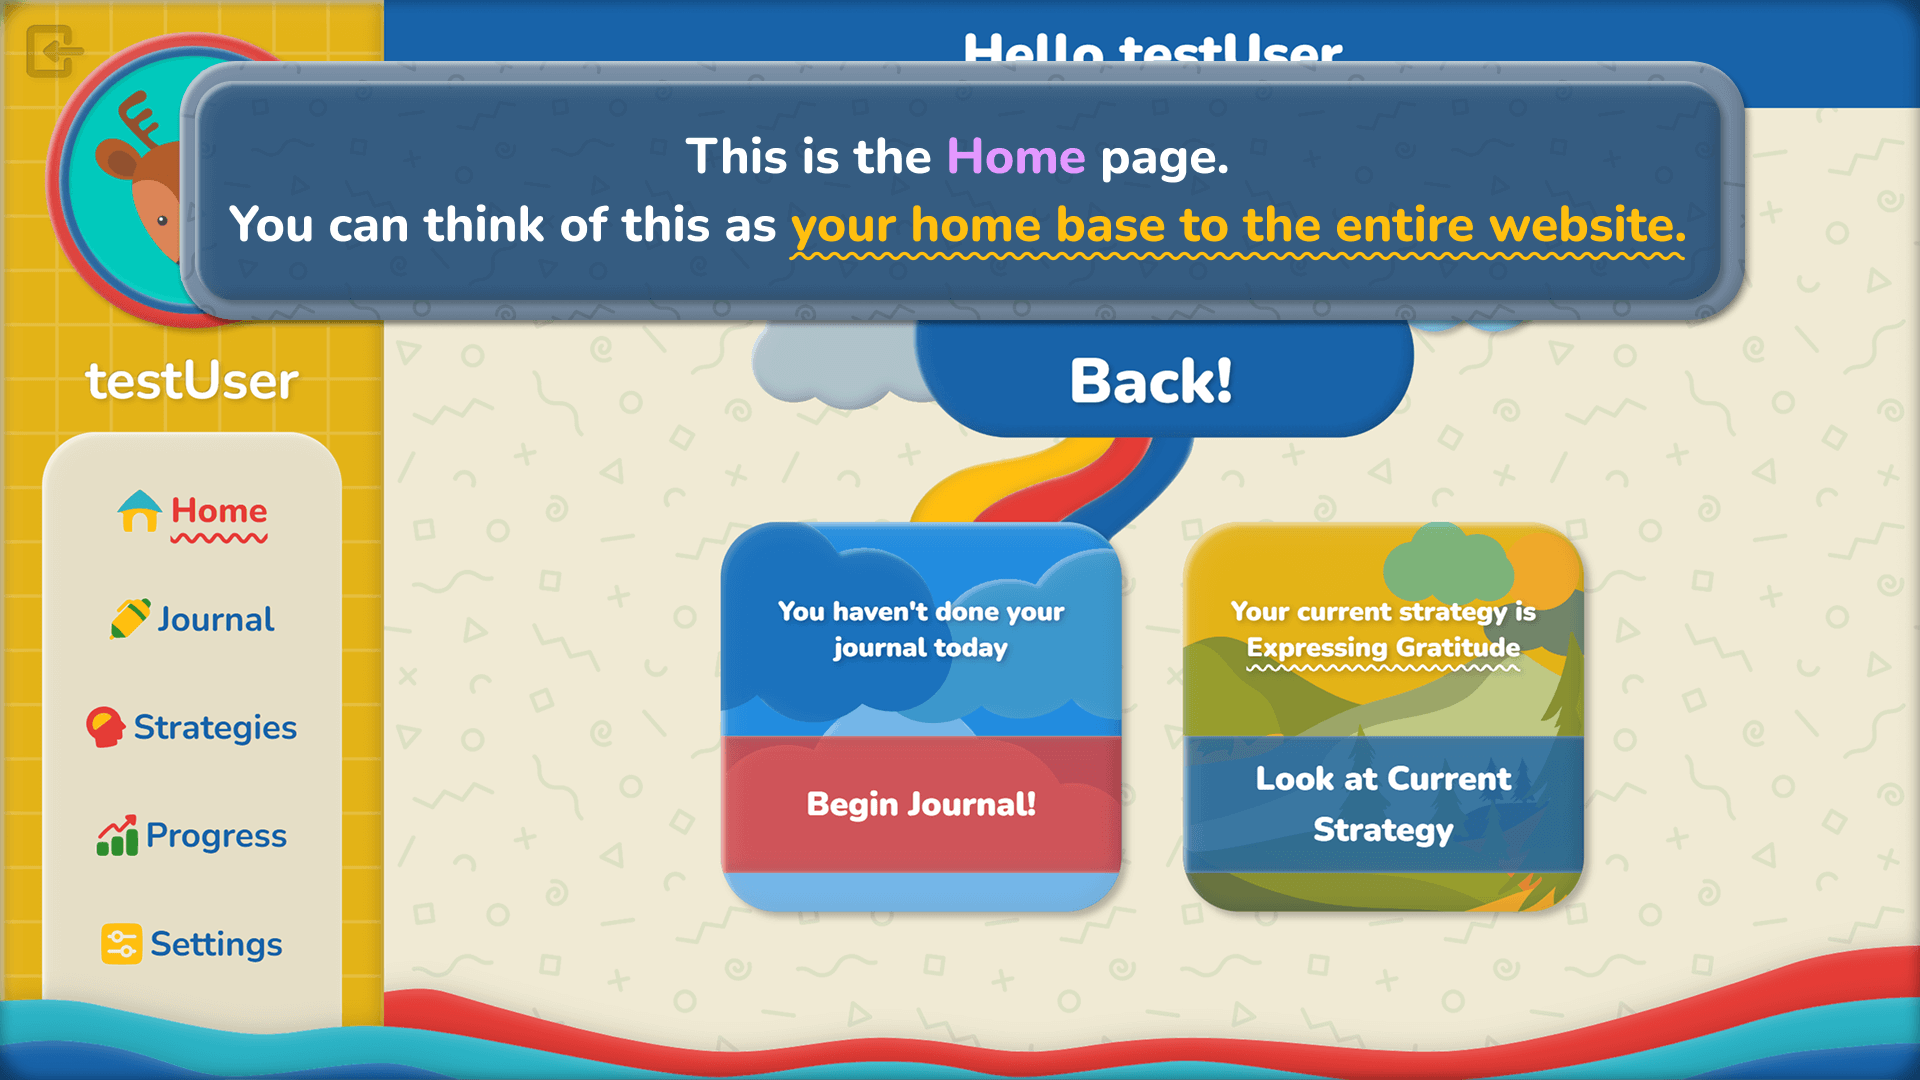 Hello testUser
This is the Home page.
You can think of this as your home base to the entire website.
Back!
testUser
Home
Journal
Strategies
Progress
Settings
You haven't done your
journal today
Begin Journal!
Your current strategy is
Expressing Gratitude
Look at Current
Strategy